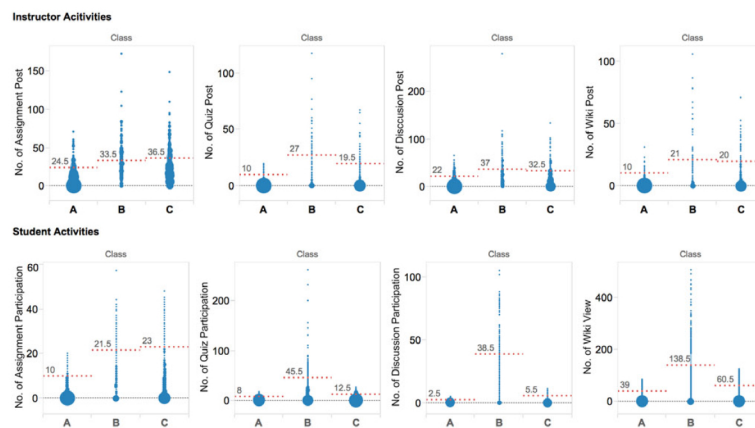 Instructor Acitivities
Class
Class
Class
Class
No. of Assignment Post
150
100
50
0
24.5
33.5
36.5
A
B
C
No. of Quiz Post
100
50
0
10
27
19.5
A
B
C
No. of Disccusion Post
200
100
0
22
37
32.5
A
B
C
No. of Wiki Post
100
50
0
10
21
20
A
B
C
Student Activities
Class
Class
Class
Class
No. of Assignment Participation
60
40
20
0
10
21.5
23
A
B
C
No. of Quiz Participation
200
100
0
8
45.5
12.5
A
B
C
No. of Discussion Participation
100
50
0
2.5
38.5
5.5
A
B
C
No. of Wiki View
400
200
0
39
138.5
60.5
A
B
C